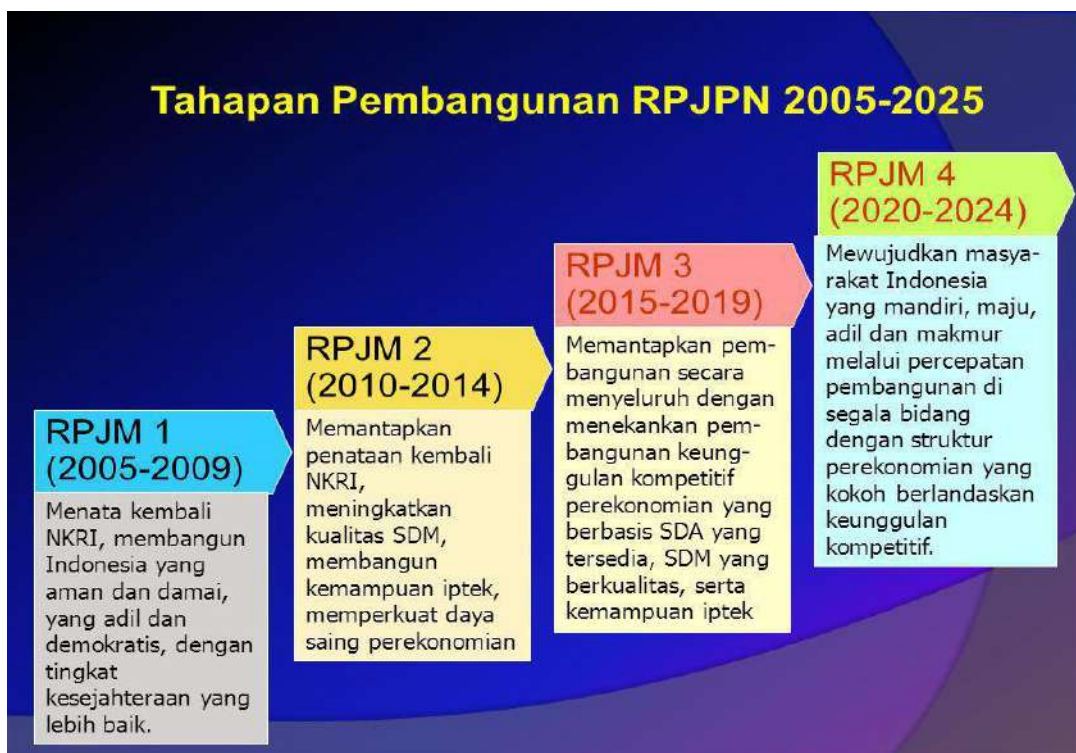 Tahapan Pembangunan RPJPN 2005-2025
RPJM 1
(2005-2009)
Menata kembali
NKRI, membangun
Indonesia yang
aman dan damai,
yang adil dan
demokratis, dengan
tingkat
kesejahteraan yang
lebih baik.
RPJM 2
(2010-2014)
Memantapkan
penataan kembali
NKRI,
meningkatkan
kualitas SDM,
membangun
kemampuan iptek,
memperkuat daya
saing perekonomian
RPJM 3
(2015-2019)
Memantapkan pem-
bangunan secara
menyeluruh dengan
menekankan pem-
bangunan keung-
gulan kompetitif
perekonomian yang
berbasis SDA yang
tersedia, SDM yang
berkualitas, serta
kemampuan iptek
RPJM 4
(2020-2024)
Mewujudkan masya-
rakat Indonesia
yang mandiri, maju,
adil dan makmur
melalui percepatan
pembangunan di
segala bidang
dengan struktur
perekonomian yang
kokoh berlandaskan
keunggulan
kompetitif.